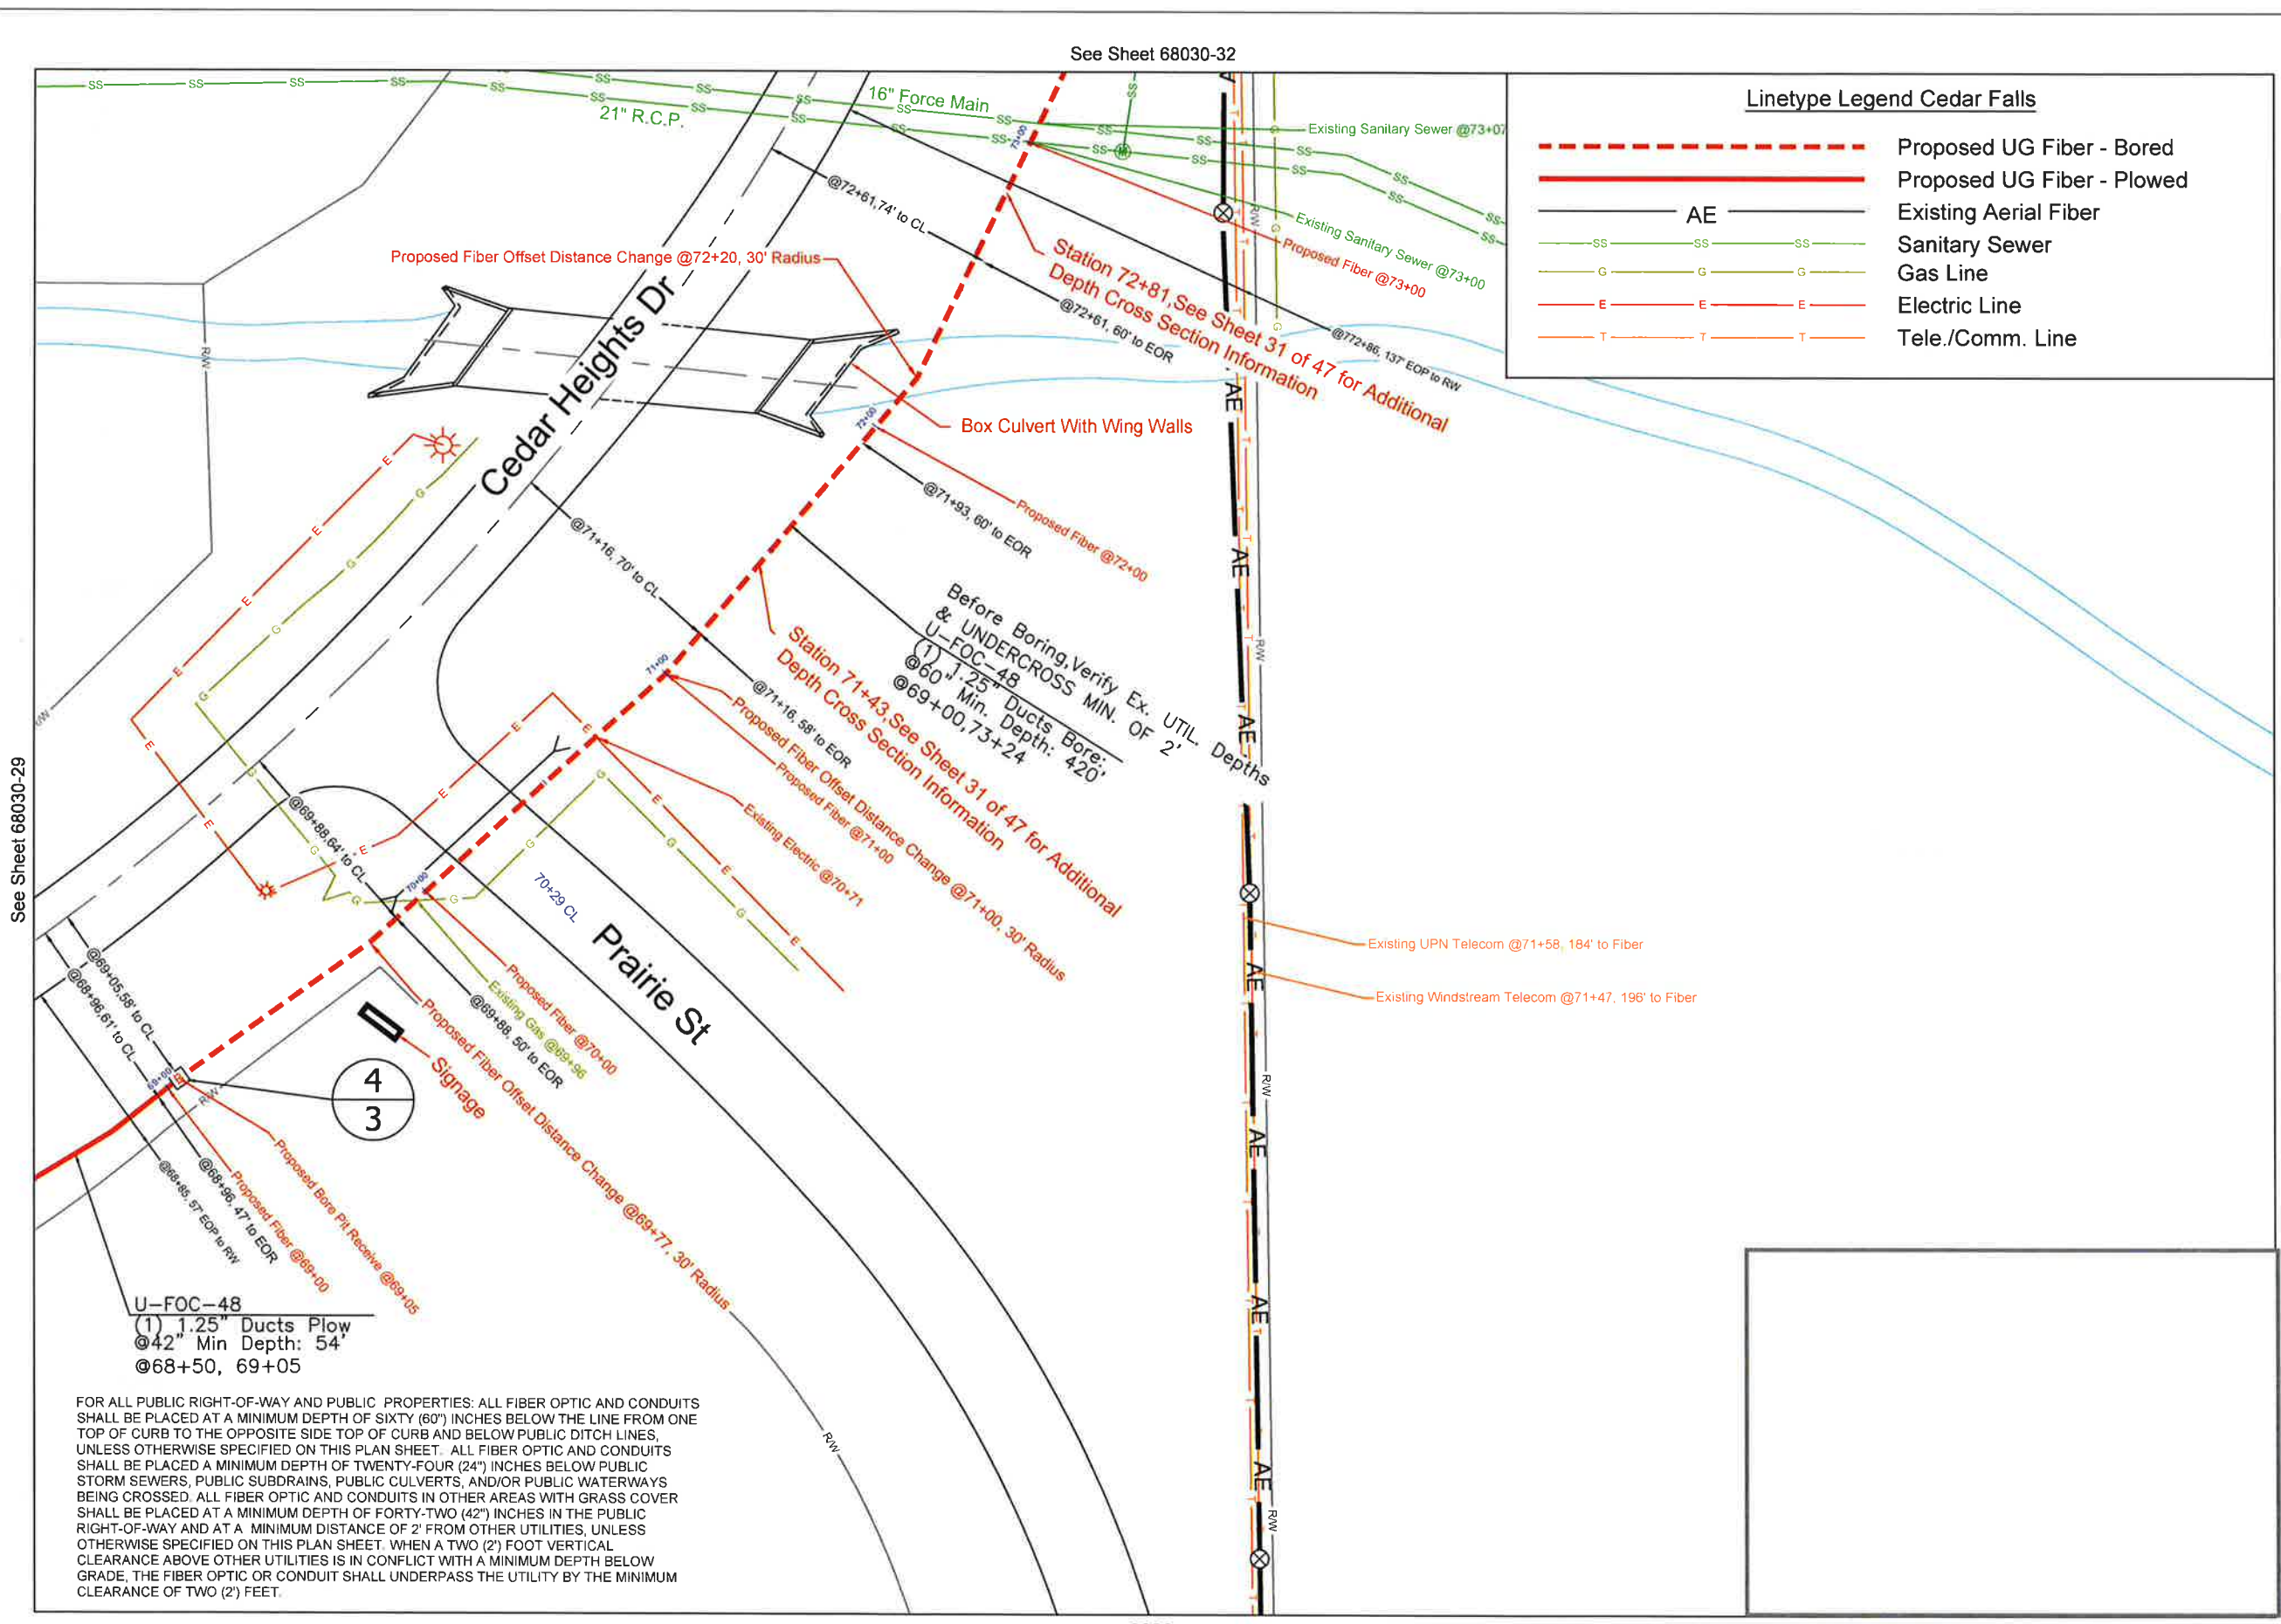 See Sheet 68030-32
Linetype Legend Cedar Falls
Proposed UG Fiber - Bored
Proposed UG Fiber - Plowed
AE
Existing Aerial Fiber
SS SS SS
Sanitary Sewer
G G G
Gas Line
E E E
Electric Line
T T T
Tele./Comm. Line
16" Force Main
21" R.C.P.
Existing Sanitary Sewer @73+07
73+00
@72+61,74' to CL
Existing Sanitary Sewer @73+00
Proposed Fiber @73+00
Proposed Fiber Offset Distance Change @72+20, 30' Radius
Station 72+81,See Sheet 31 of 47 for Additional
Depth Cross Section Information
@72+61, 60' to EOR
@772+86, 137' EOP to RW
Cedar Heights Dr
Box Culvert With Wing Walls
72+00
@71+93, 60' to EOR
Proposed Fiber @72+00
@71+16, 70' to CL
Before Boring,Verify Ex. UTIL. Depths
& UNDERCROSS MIN. OF 2'
U-FOC-48
(1) 1.25" Ducts Bore:,
@60" Min. Depth: 420'
@69+00,73+24
Station 71+43,See Sheet 31 of 47 for Additional
Depth Cross Section Information
71+00
@71+16, 58' to EOR
Proposed Fiber Offset Distance Change @71+00, 30' Radius
Proposed Fiber @71+00
Existing Electric @70+71
@69+88,64' to CL
70+00
70+29 CL
Prairie St
See Sheet 68030-29
Existing UPN Telecom @71+58, 184' to Fiber
Existing Windstream Telecom @71+47, 196' to Fiber
Proposed Fiber @70+00
Existing Gas @69+96
@69+88, 50' to EOR
Proposed Fiber Offset Distance Change @69+77, 30' Radius
Signage
4
3
@69+05,58' to CL
@68+96,61' to CL
69+00
R/W
Proposed Bore Pit Receive @69+05
Proposed Fiber @69+00
@68+96, 47' to EOR
@68+85, 57' EOP to RW
U-FOC-48
(1) 1.25" Ducts Plow
@42" Min Depth: 54'
@68+50, 69+05
FOR ALL PUBLIC RIGHT-OF-WAY AND PUBLIC PROPERTIES: ALL FIBER OPTIC AND CONDUITS
SHALL BE PLACED AT A MINIMUM DEPTH OF SIXTY (60") INCHES BELOW THE LINE FROM ONE
TOP OF CURB TO THE OPPOSITE SIDE TOP OF CURB AND BELOW PUBLIC DITCH LINES,
UNLESS OTHERWISE SPECIFIED ON THIS PLAN SHEET. ALL FIBER OPTIC AND CONDUITS
SHALL BE PLACED A MINIMUM DEPTH OF TWENTY-FOUR (24") INCHES BELOW PUBLIC
STORM SEWERS, PUBLIC SUBDRAINS, PUBLIC CULVERTS, AND/OR PUBLIC WATERWAYS
BEING CROSSED. ALL FIBER OPTIC AND CONDUITS IN OTHER AREAS WITH GRASS COVER
SHALL BE PLACED AT A MINIMUM DEPTH OF FORTY-TWO (42") INCHES IN THE PUBLIC
RIGHT-OF-WAY AND AT A MINIMUM DISTANCE OF 2' FROM OTHER UTILITIES, UNLESS
OTHERWISE SPECIFIED ON THIS PLAN SHEET. WHEN A TWO (2') FOOT VERTICAL
CLEARANCE ABOVE OTHER UTILITIES IS IN CONFLICT WITH A MINIMUM DEPTH BELOW
GRADE, THE FIBER OPTIC OR CONDUIT SHALL UNDERPASS THE UTILITY BY THE MINIMUM
CLEARANCE OF TWO (2') FEET.